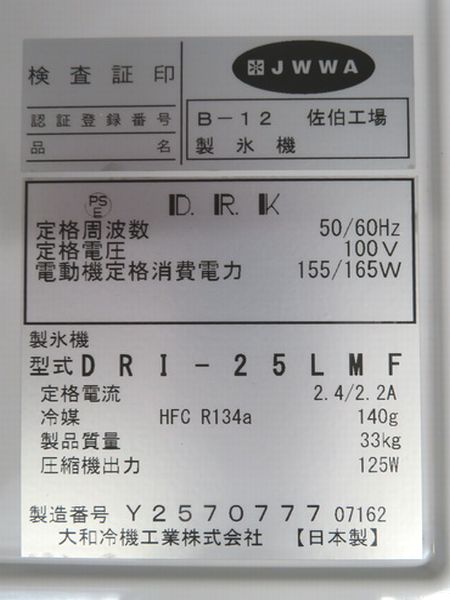 検査証印 JWWA
認証登録番号 B-12 佐伯工場
品名 製氷機
PS
E
D.R.K
定格周波数 50/60Hz
定格電圧 100V
電動機定格消費電力 155/165W
製氷機
型式DRI-25LMF
定格電流 2.4/2.2A
冷媒 HFC R134a 140g
製品質量 33kg
圧縮機出力 125W
製造番号 Y2570777 07162
大和冷機工業株式会社 【日本製】